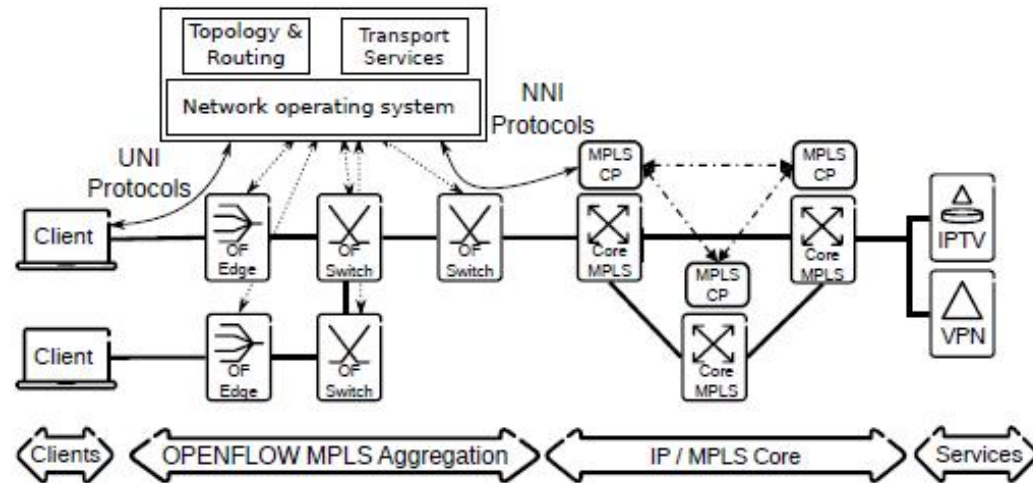 Topology &
Routing
Transport
Services
Network operating system
NNI
Protocols
UNI
Protocols
MPLS
CP
MPLS
CP
Client
OF
Edge
OF
Switch
OF
Switch
Core
MPLS
MPLS
CP
Core
MPLS
IPTV
Client
OF
Edge
OF
Switch
Core
MPLS
VPN
Clients
OPENFLOW MPLS Aggregation
IP / MPLS Core
Services